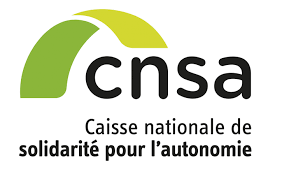 cnsa
Caisse nationale de
solidarité pour l'autonomie